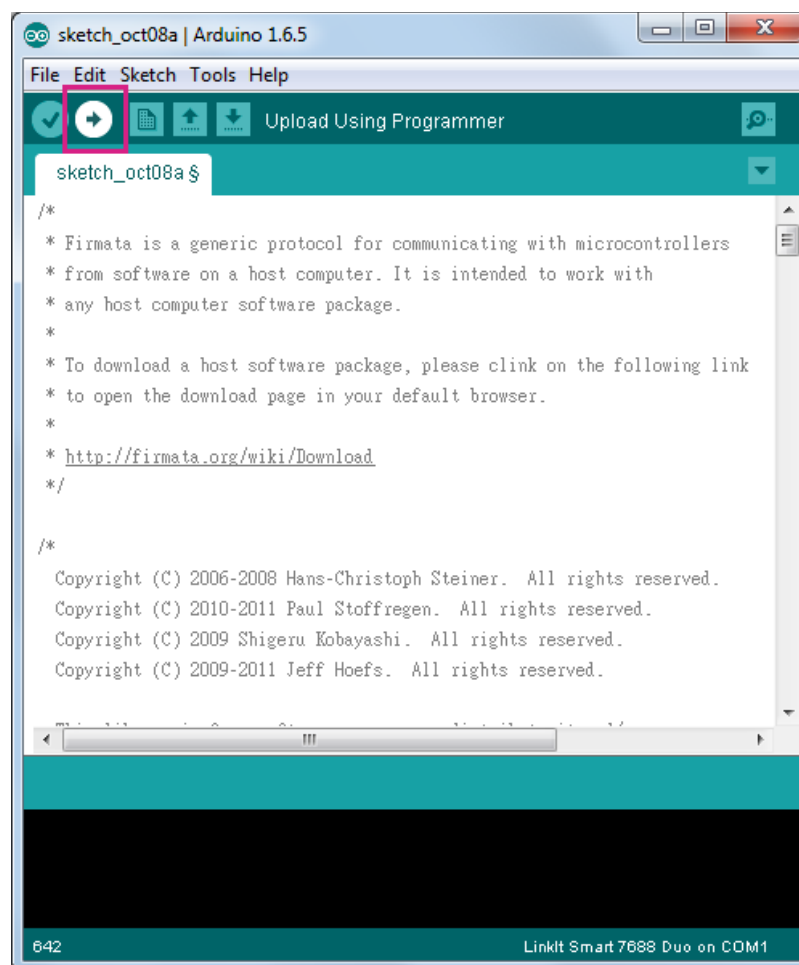 sketch_oct08a | Arduino 1.6.5
File Edit Sketch Tools Help
Upload Using Programmer
sketch_oct08a §
/*
* Firmata is a generic protocol for communicating with microcontrollers
* from software on a host computer. It is intended to work with
* any host computer software package.
*
* To download a host software package, please clink on the following link
* to open the download page in your default browser.
*
* http://firmata.org/wiki/Download
*/
/*
Copyright (C) 2006-2008 Hans-Christoph Steiner. All rights reserved.
Copyright (C) 2010-2011 Paul Stoffregen. All rights reserved.
Copyright (C) 2009 Shigeru Kobayashi. All rights reserved.
Copyright (C) 2009-2011 Jeff Hoefs. All rights reserved.
642
LinkIt Smart 7688 Duo on COM1